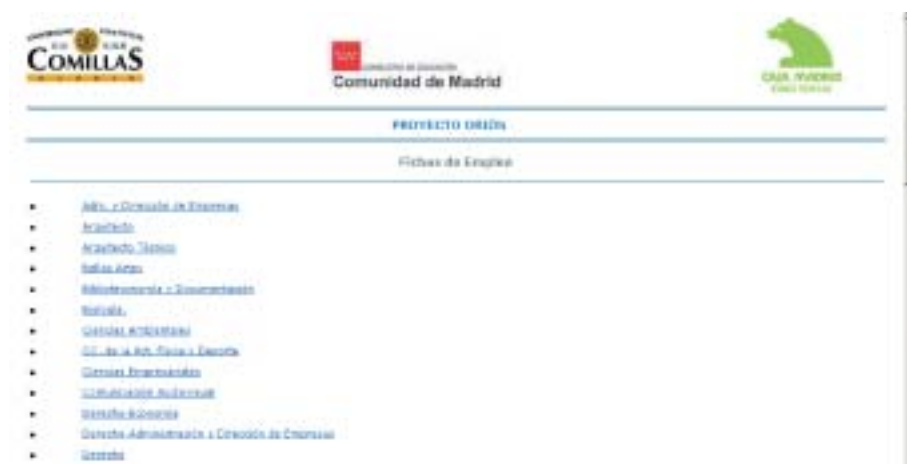 COMILLAS
Comunidad de Madrid
CAJA MADRID
PROYECTO ORIÓN
Fichas de Empleo
Adm. y Dirección de Empresas
Arquitecto
Arquitecto Técnico
Bellas Artes
Biblioteconomía y Documentación
Biología.
Ciencias Ambientales
CC. de la Act. Física y Deporte
Ciencias Empresariales
Comunicación Audiovisual
Derecho Economía
Derecho Administración y Dirección de Empresas
Derecho